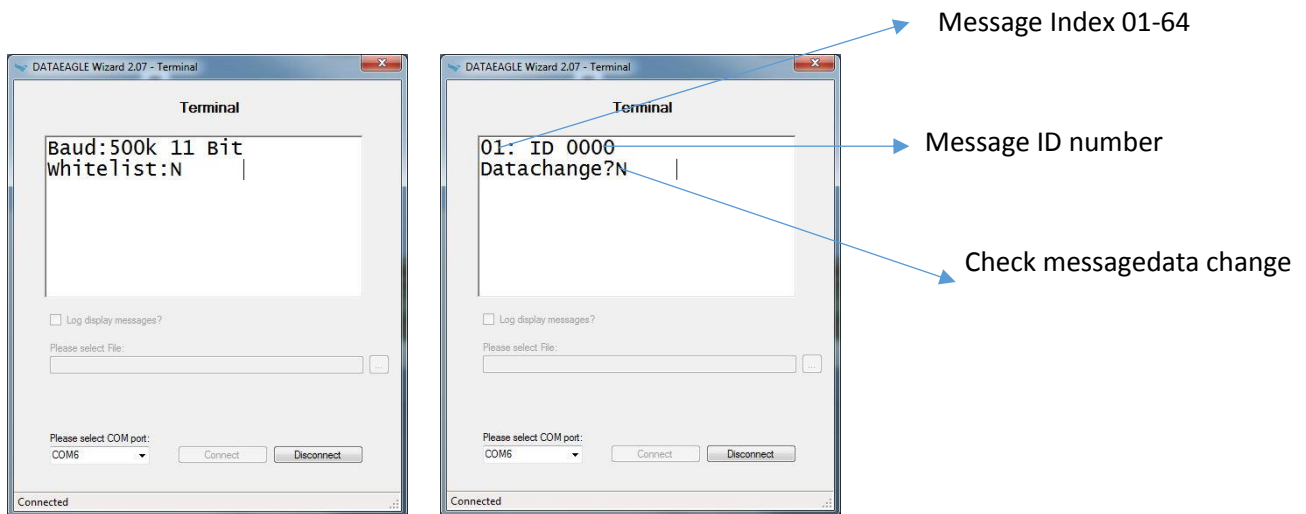 Message Index 01-64
DATAEAGLE Wizard 2.07 - Terminal
Terminal
Baud:500k 11 Bit
Whitelist:N
Log display messages?
Please select File:
...
Please select COM port:
COM6
Connect
Disconnect
Connected
DATAEAGLE Wizard 2.07 - Terminal
Terminal
01: ID 0000
Datachange?N
Log display messages?
Please select File:
...
Please select COM port:
COM6
Connect
Disconnect
Connected
Message ID number
Check messagedata change